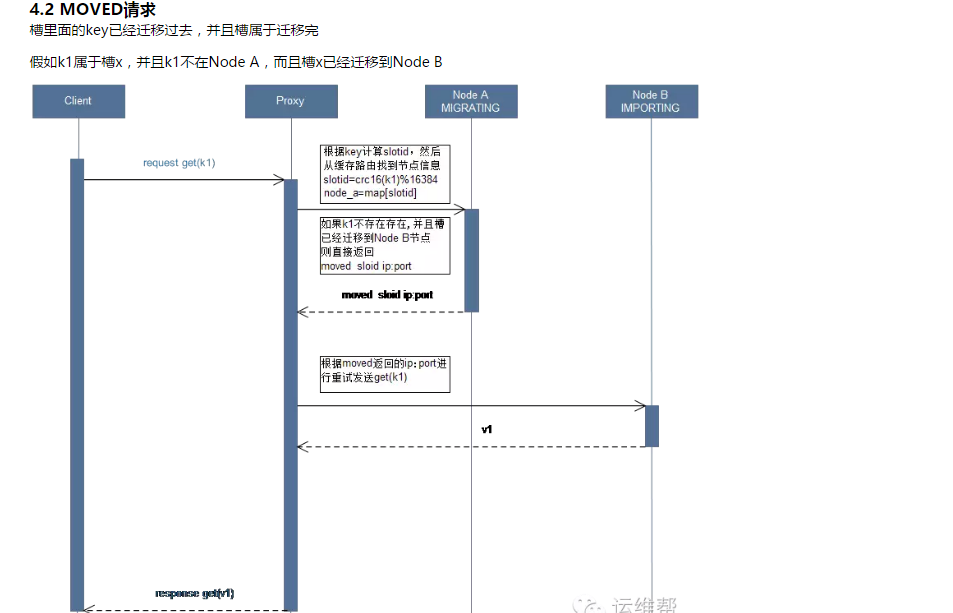 4.2 MOVED请求
槽里面的key已经迁移过去，并且槽属于迁移完
假如k1属于槽x，并且k1不在Node A，而且槽x已经迁移到Node B
Client
Proxy
Node A
MIGRATING
Node B
IMPORTING
request get(k1)
根据key计算slotid，然后
从缓存路由找到节点信息
slotid=crc16(k1)%16384
node_a=map[slotid]
如果k1不存在存在,并且槽
已经迁移到Node B节点
则直接返回
moved sloid ip:port
moved sloid ip:port
根据moved返回的ip:port进
行重试发送get(k1)
v1
response get(v1)
运维帮